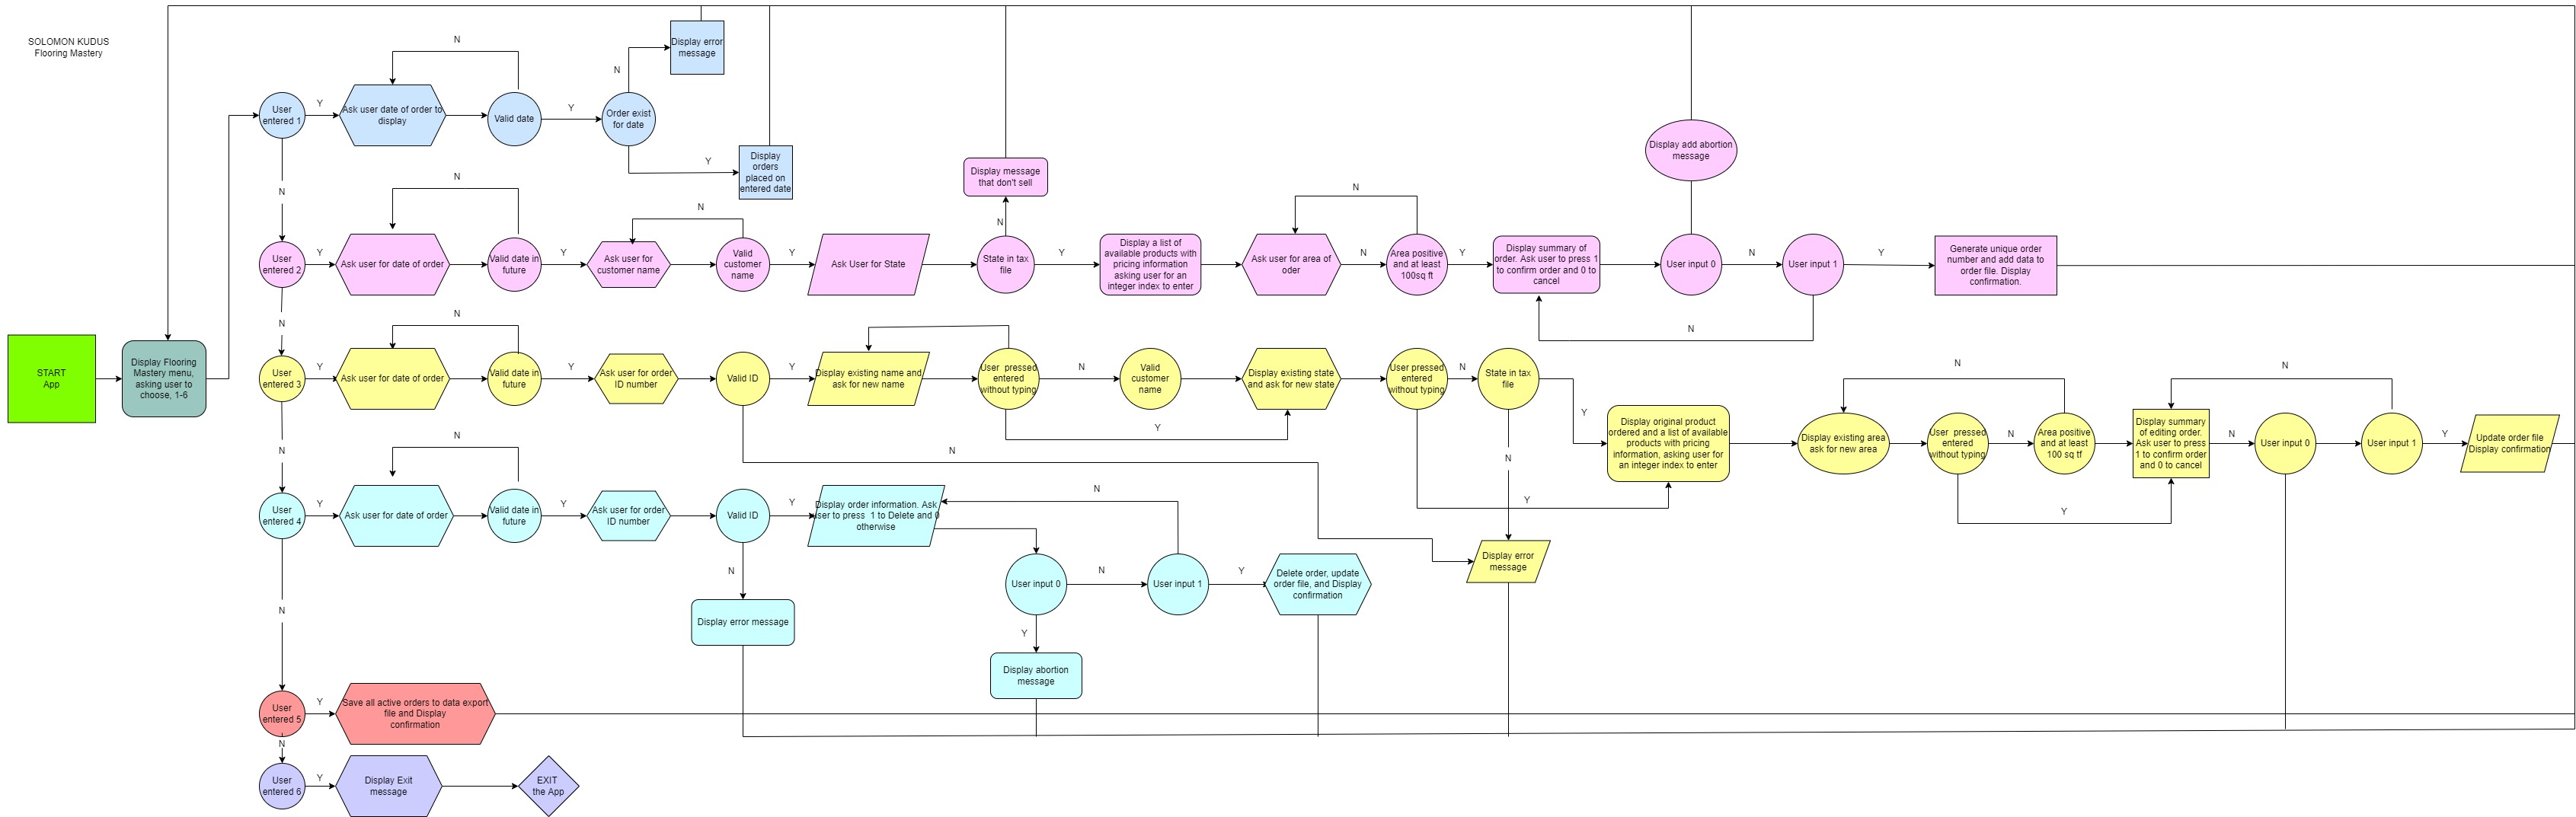 SOLOMON KUDUS
Flooring Mastery
START
App
Display Flooring
Mastery menu,
asking user to
choose, 1-6
User
entered 1
Y
Ask user date of order to
display
N
Valid date
Y
Order exist
for date
N
Display error
message
Y
Display
orders
placed on
entered date
N
User
entered 2
Y
Ask user for date of order
N
Valid date in
future
Y
Ask user for
customer name
N
Valid
customer
name
Y
Ask User for State
State in tax
file
N
Display message
that don't sell
Y
Display a list of
available products with
pricing information
asking user for an
integer index to enter
Ask user for area of
oder
N
N
Area positive
and at least
100sq ft
Y
Display summary of
order. Ask user to press 1
to confirm order and 0 to
cancel
User input 0
Display add abortion
message
N
User input 1
N
Y
Generate unique order
number and add data to
order file. Display
confirmation.
N
User
entered 3
Y
Ask user for date of order
N
Valid date in
future
Y
Ask user for order
ID number
Valid ID
Y
Display existing name and
ask for new name
User  pressed
entered
without typing
N
Y
Valid
customer
name
Display existing state
and ask for new state
User pressed
entered
without typing
N
State in tax
file
Y
Display original product
ordered and a list of available
products with pricing
information, asking user for
an integer index to enter
Y
N
Display existing area
ask for new area
N
User  pressed
entered
without typing
N
Area positive
and at least
100 sq tf
Y
Display summary
of editing order.
Ask user to press
1 to confirm order
and 0 to cancel
N
User input 0
N
User input 1
Y
Update order file
Display confirmation
N
Display error
message
N
User
entered 4
Y
Ask user for date of order
N
Valid date in
future
Y
Ask user for order
ID number
Valid ID
Y
Display order information. Ask
user to press  1 to Delete and 0
otherwise
N
Display error message
User input 0
N
User input 1
N
Y
Delete order, update
order file, and Display
confirmation
Y
Display abortion
message
N
User
entered 5
Y
Save all active orders to data export
file and Display
confirmation
N
User
entered 6
Y
Display Exit
message
EXIT
the App